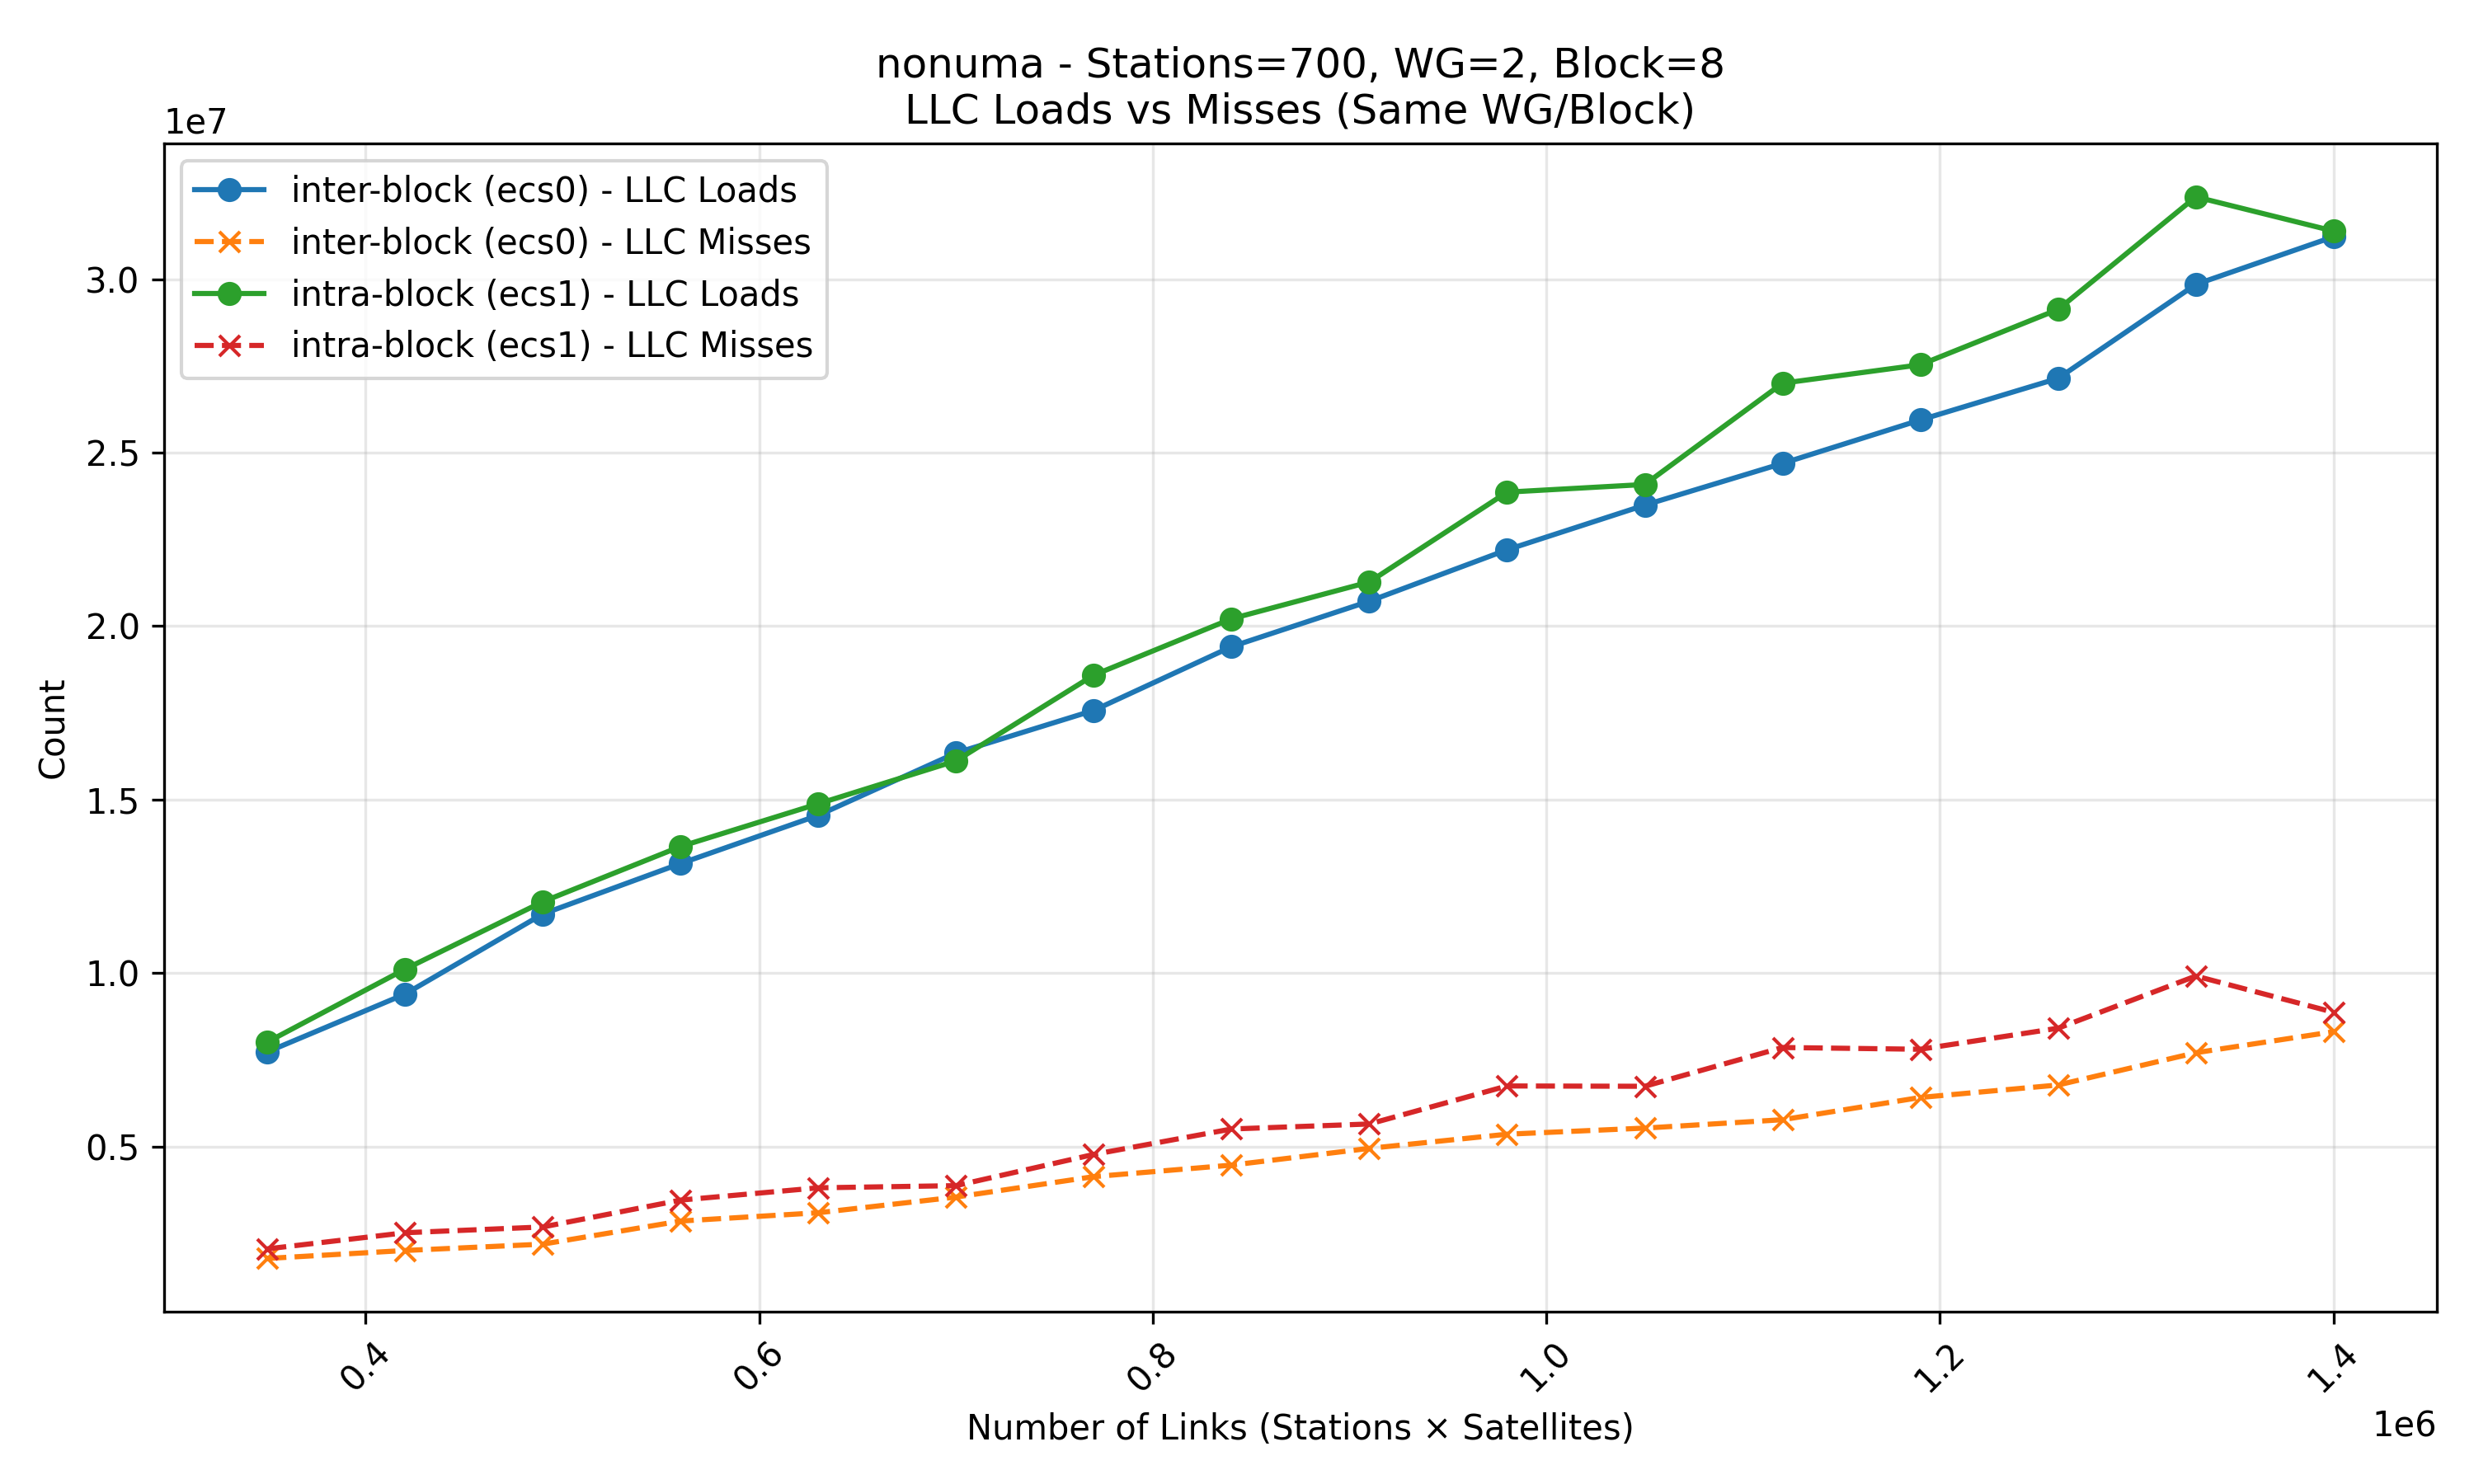 nonuma - Stations=700, WG=2, Block=8
LLC Loads vs Misses (Same WG/Block)
1e7
inter-block (ecs0) - LLC Loads
inter-block (ecs0) - LLC Misses
intra-block (ecs1) - LLC Loads
intra-block (ecs1) - LLC Misses
3.0
2.5
2.0
1.5
1.0
0.5
Count
0.4
0.6
0.8
1.0
1.2
1.4
Number of Links (Stations × Satellites)
1e6